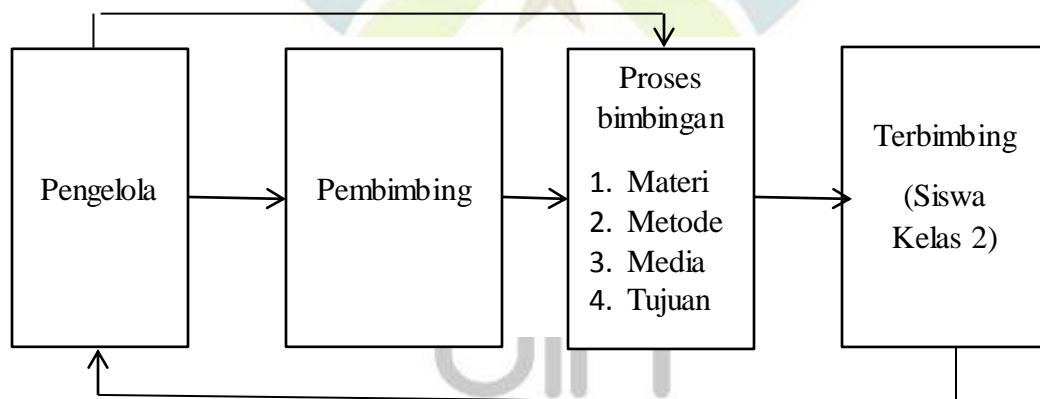 Pengelola
Pembimbing
Proses
bimbingan
1. Materi
2. Metode
3. Media
4. Tujuan
Terbimbing
(Siswa
Kelas 2)